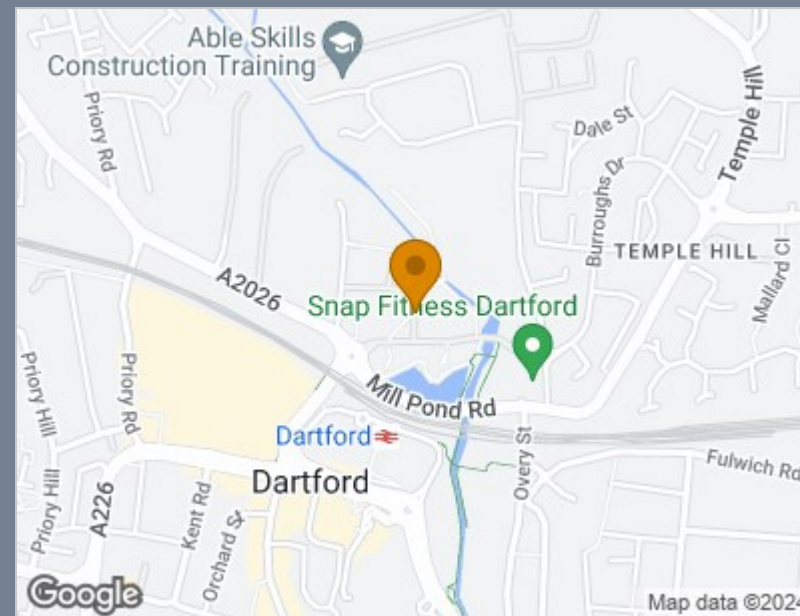 Able Skills
Construction Training
Priory Rd
Temple Hill
Dale St
Burroughs Dr
TEMPLE HILL
Mallard Cl
A2026
Snap Fitness Dartford
Priory Hill
Priory Rd
Mill Pond Rd
Dartford
Overy St
Fulwich Rd
Dartford
Priory Hill
A226
Kent Rd
Orchard St
Google
Map data ©2024